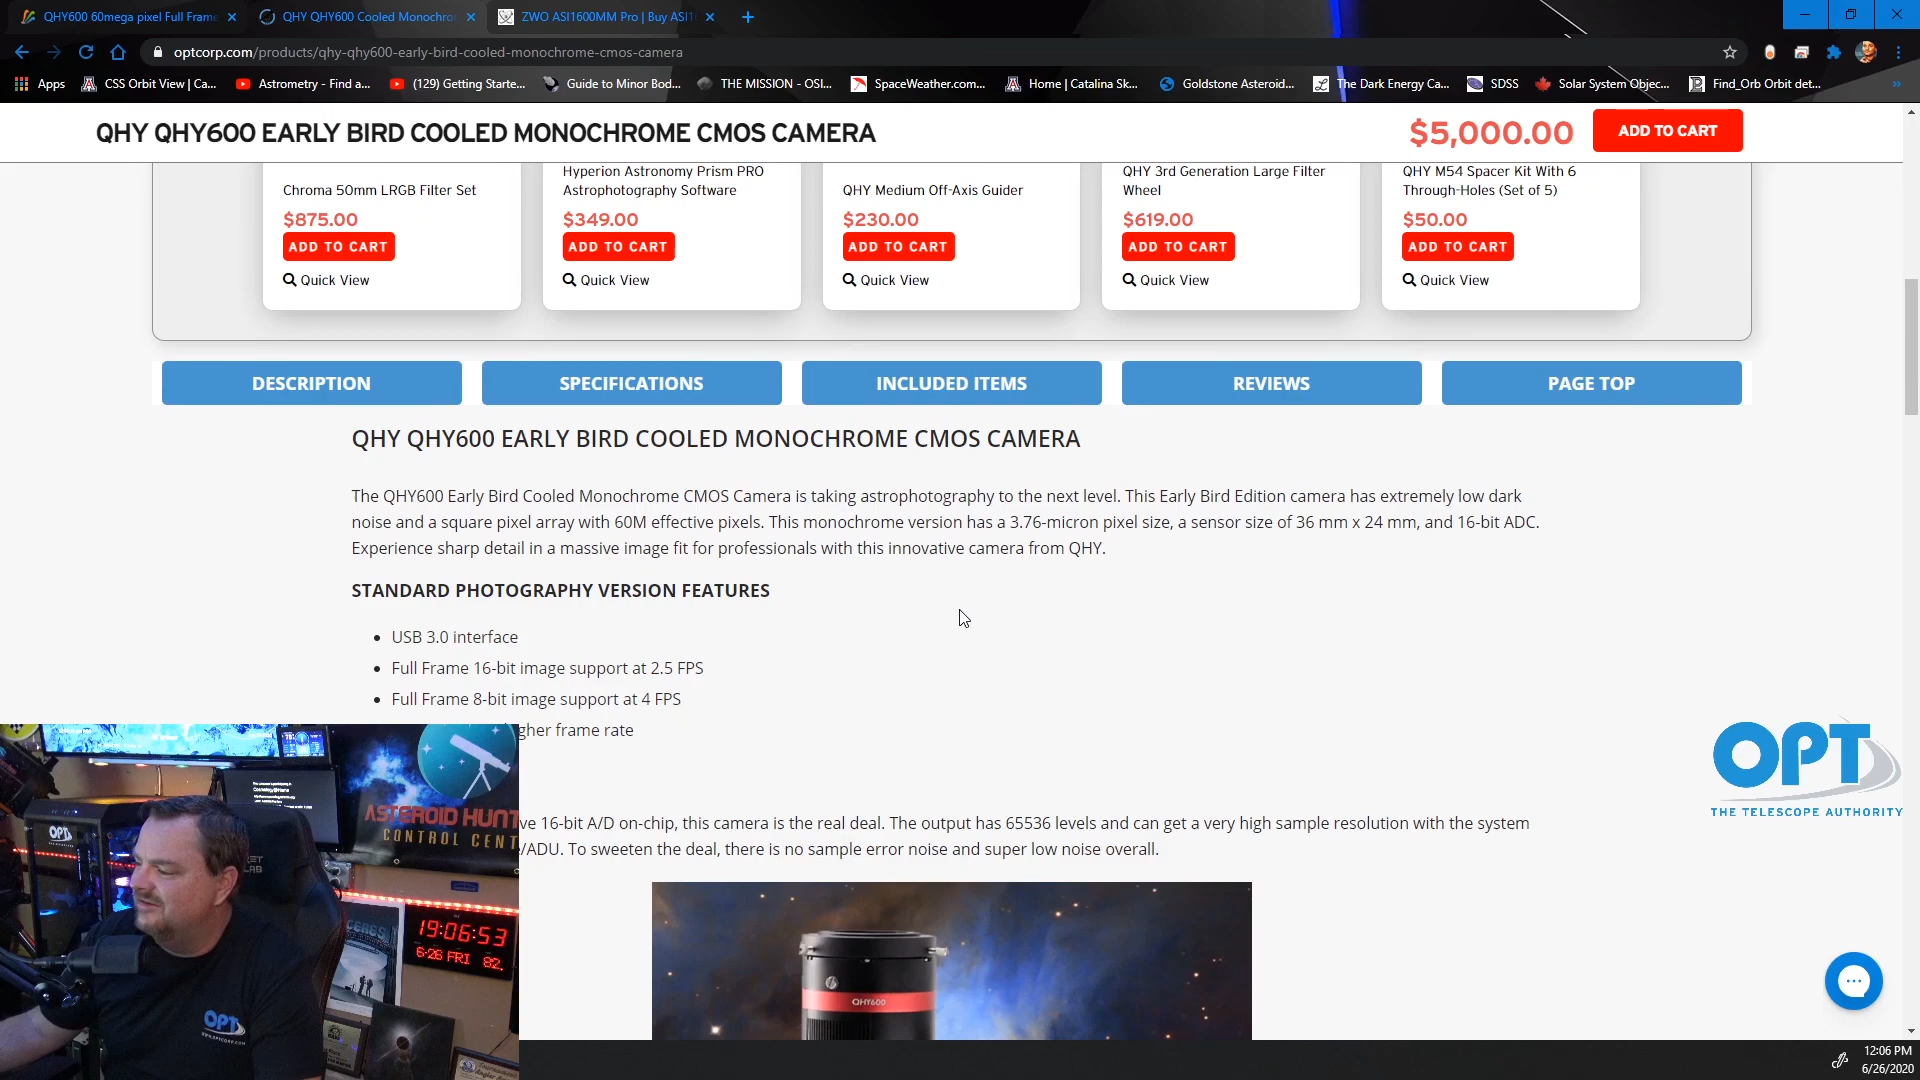 QHY600 60mega pixel Full Frame
QHY QHY600 Cooled Monochro
ZWO ASI1600MM Pro | Buy ASI1
optcorp.com/products/qhy-qhy600-early-bird-cooled-monochrome-cmos-camera
Apps
CSS Orbit View | Ca...
Astrometry - Find a...
(129) Getting Starte...
Guide to Minor Bod...
THE MISSION - OSI...
SpaceWeather.com...
Home | Catalina Sk...
Goldstone Asteroid...
The Dark Energy Ca...
SDSS
Solar System Objec...
Find_Orb Orbit det...
QHY QHY600 EARLY BIRD COOLED MONOCHROME CMOS CAMERA
$5,000.00
ADD TO CART
Chroma 50mm LRGB Filter Set
$875.00
ADD TO CART
Quick View
Hyperion Astronomy Prism PRO
Astrophotography Software
$349.00
ADD TO CART
Quick View
QHY Medium Off-Axis Guider
$230.00
ADD TO CART
Quick View
QHY 3rd Generation Large Filter
Wheel
$619.00
ADD TO CART
Quick View
QHY M54 Spacer Kit With 6
Through-Holes (Set of 5)
$50.00
ADD TO CART
Quick View
DESCRIPTION
SPECIFICATIONS
INCLUDED ITEMS
REVIEWS
PAGE TOP
QHY QHY600 EARLY BIRD COOLED MONOCHROME CMOS CAMERA
The QHY600 Early Bird Cooled Monochrome CMOS Camera is taking astrophotography to the next level. This Early Bird Edition camera has extremely low dark
noise and a square pixel array with 60M effective pixels. This monochrome version has a 3.76-micron pixel size, a sensor size of 36 mm x 24 mm, and 16-bit ADC.
Experience sharp detail in a massive image fit for professionals with this innovative camera from QHY.
STANDARD PHOTOGRAPHY VERSION FEATURES
• USB 3.0 interface
• Full Frame 16-bit image support at 2.5 FPS
• Full Frame 8-bit image support at 4 FPS
gher frame rate
ve 16-bit A/D on-chip, this camera is the real deal. The output has 65536 levels and can get a very high sample resolution with the system
/ADU. To sweeten the deal, there is no sample error noise and super low noise overall.
QHY600
OPT
THE TELESCOPE AUTHORITY
ASTEROID HUNT
CONTROL CENT
OPT
19:06:53
6-26 FRI 82
OPT
12:06 PM
6/26/2020